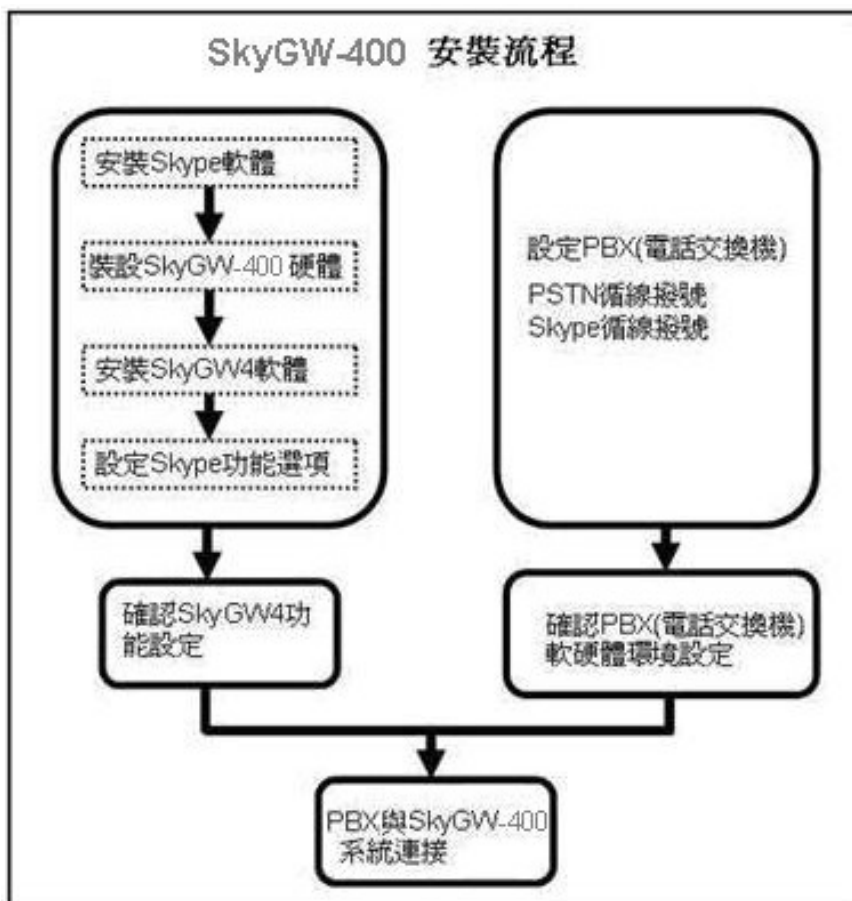 SkyGW-400 安裝流程
安裝Skype軟體
裝設SkyGW-400 硬體
安裝SkyGW4軟體
設定Skype功能選項
確認SkyGW4功
能設定
設定PBX(電話交換機)
PSTN循線撥號
Skype循線撥號
確認PBX(電話交換機)
軟硬體環境設定
PBX與SkyGW-400
系統連接